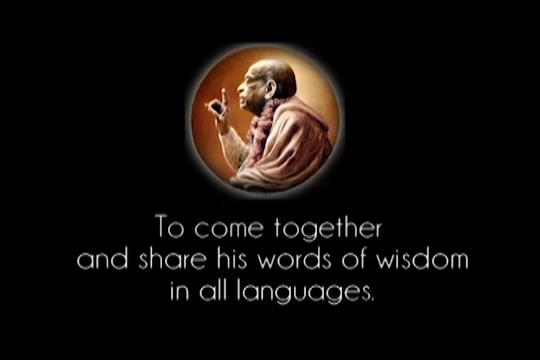 To come together
and share his words of wisdom
in all languages.